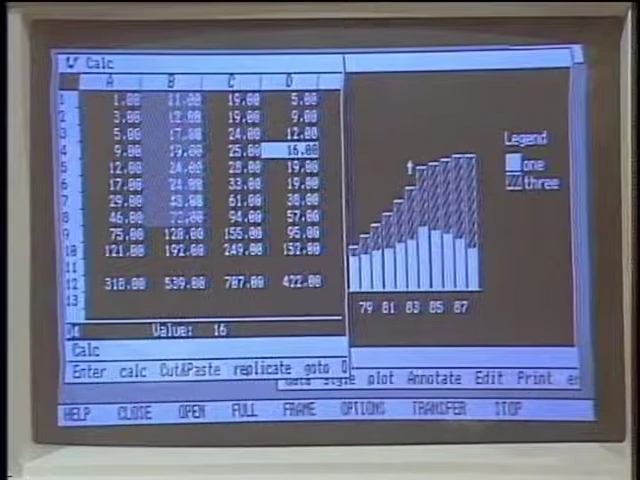 Calc
A B C D
1 1.00 11.00 19.00 5.00
2 3.00 12.00 19.00 9.00
3 5.00 17.00 24.00 12.00
4 9.00 19.00 25.00 16.00
5 12.00 24.00 28.00 19.00
6 17.00 24.00 33.00 19.00
7 29.00 48.00 61.00 38.00
8 46.00 72.00 94.00 57.00
9 75.00 120.00 155.00 95.00
10 121.00 192.00 249.00 152.00
11
12 318.00 539.00 707.00 422.00
13
D4 Value: 16
Calc
Enter calc Cut&Paste replicate goto
Legend
one
three
79 81 83 85 87
Style plot Annotate Edit Print
HELP CLOSE OPEN FULL FRAME OPTIONS TRANSFER STOP